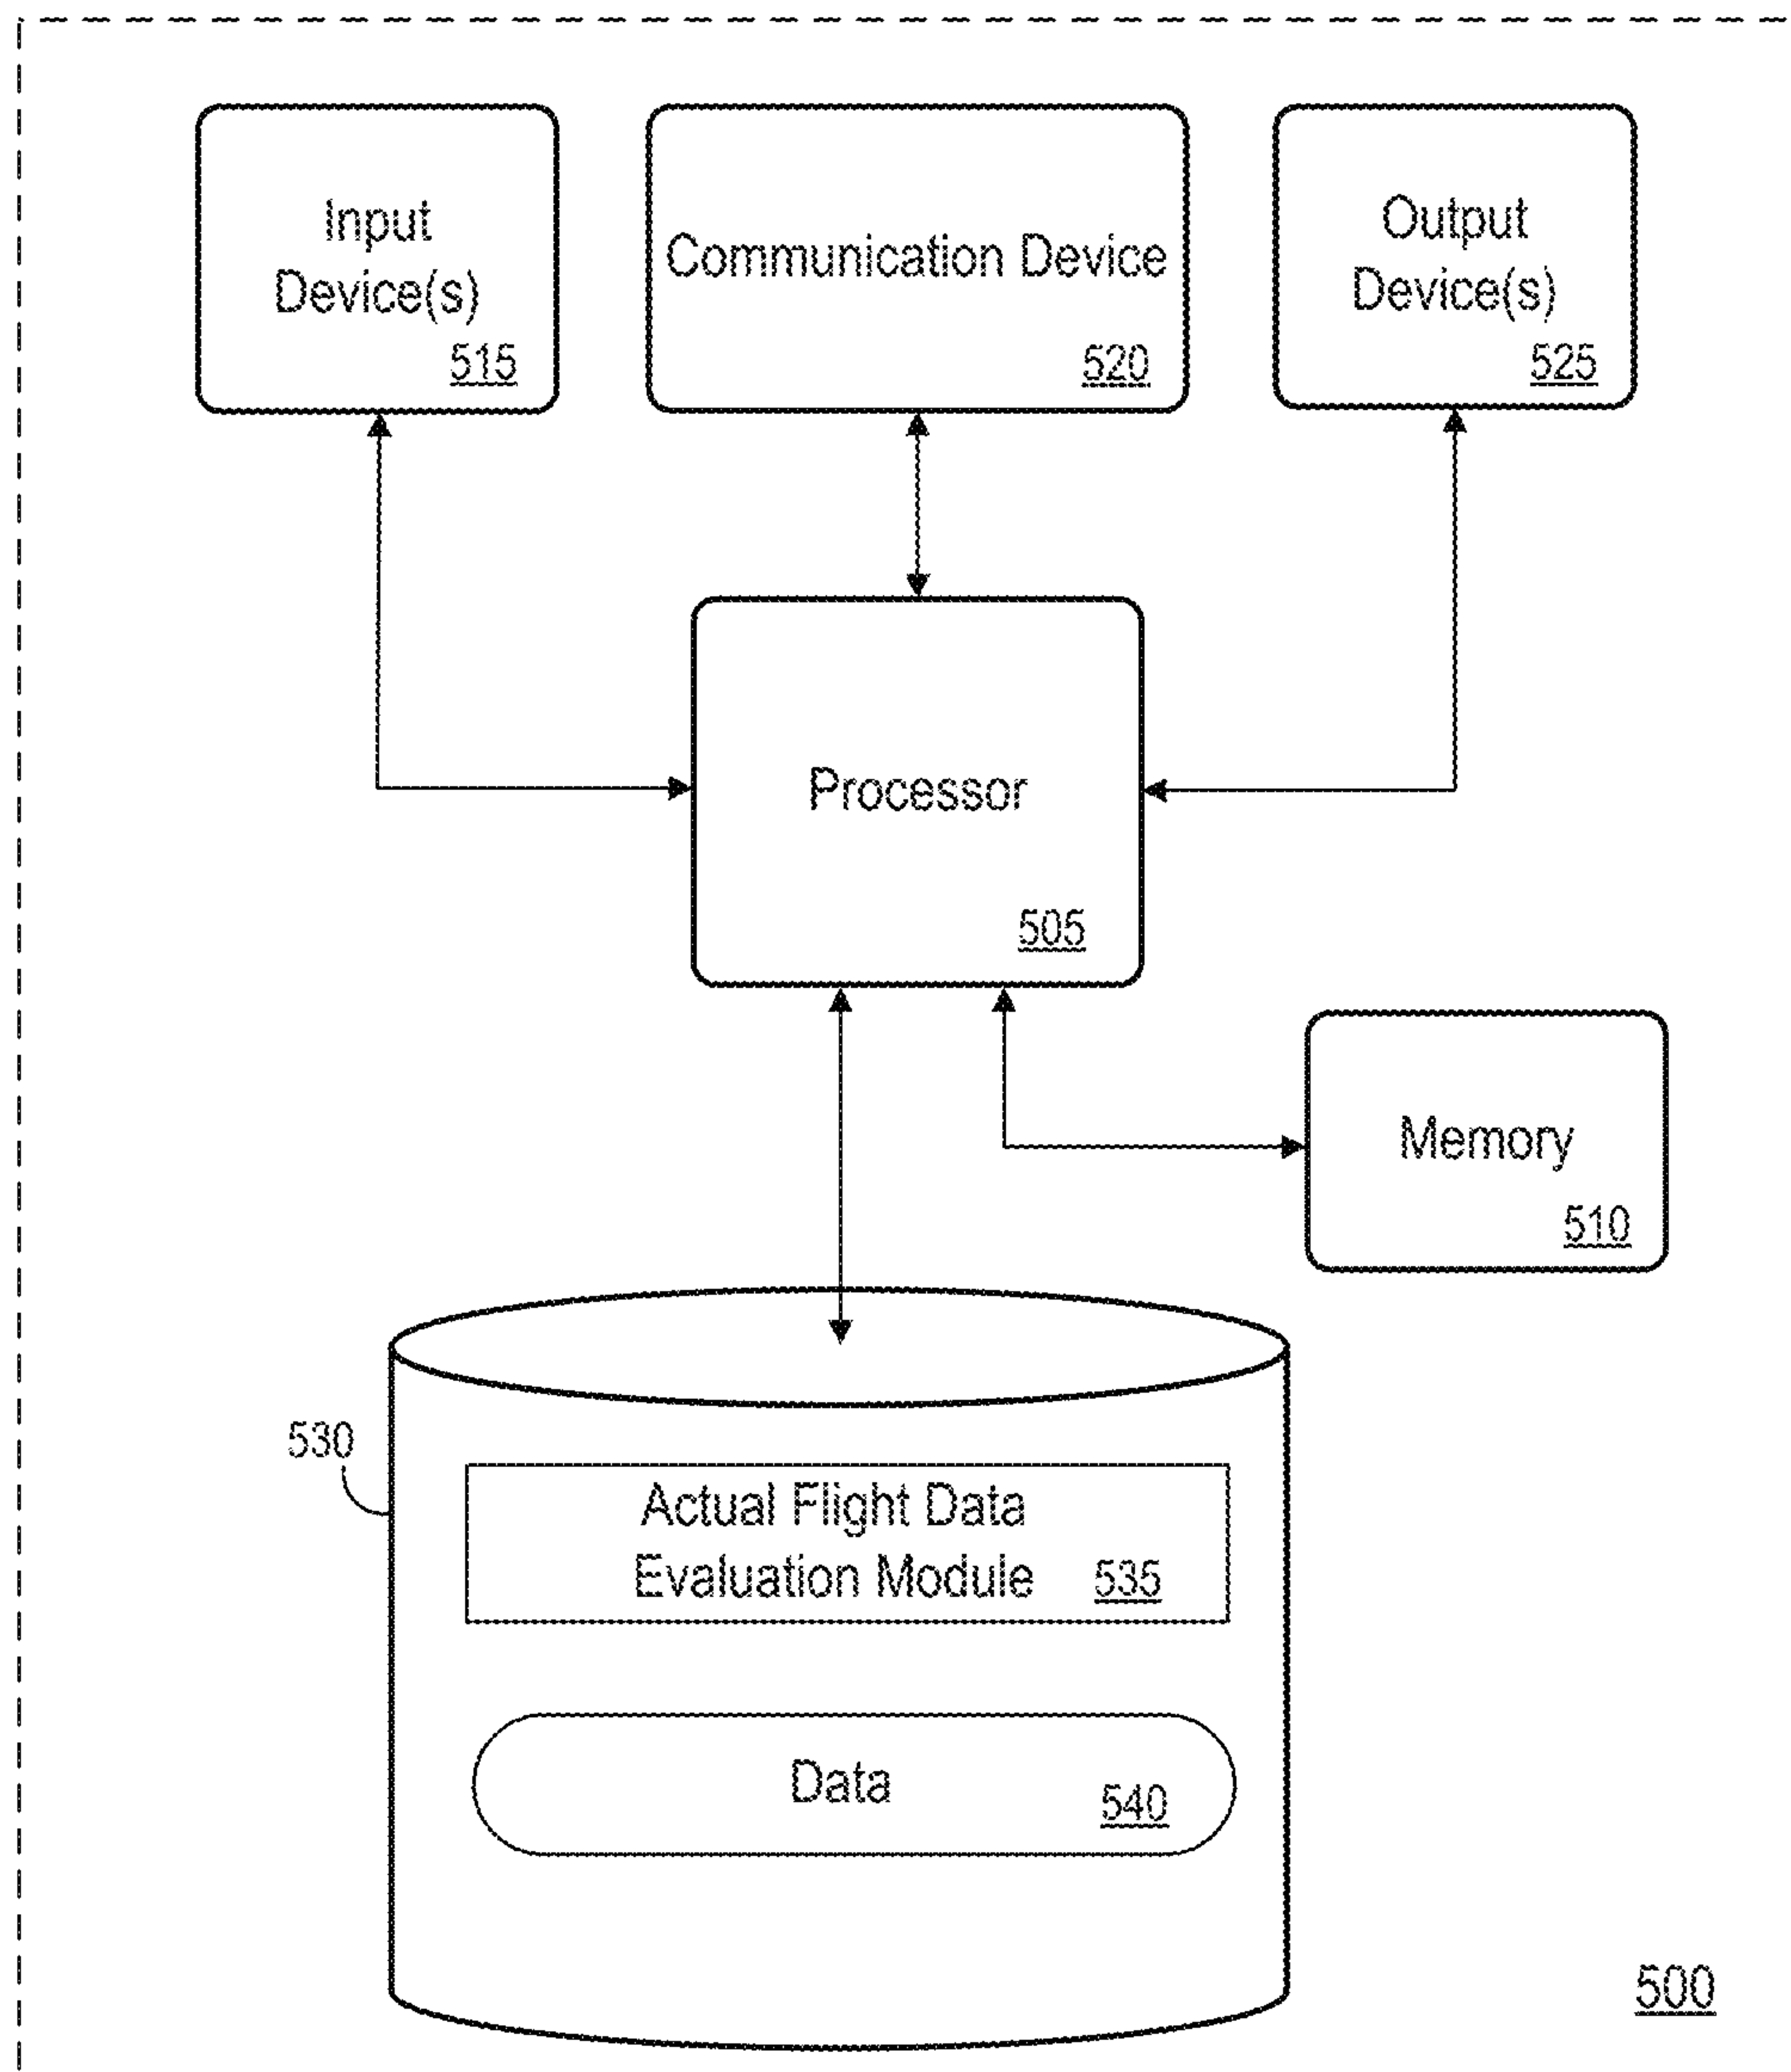 Input
Device(s)
515
Communication Device
520
Output
Device(s)
525
Processor
505
Memory
510
530
Actual Flight Data
Evaluation Module 535
Data 540
500